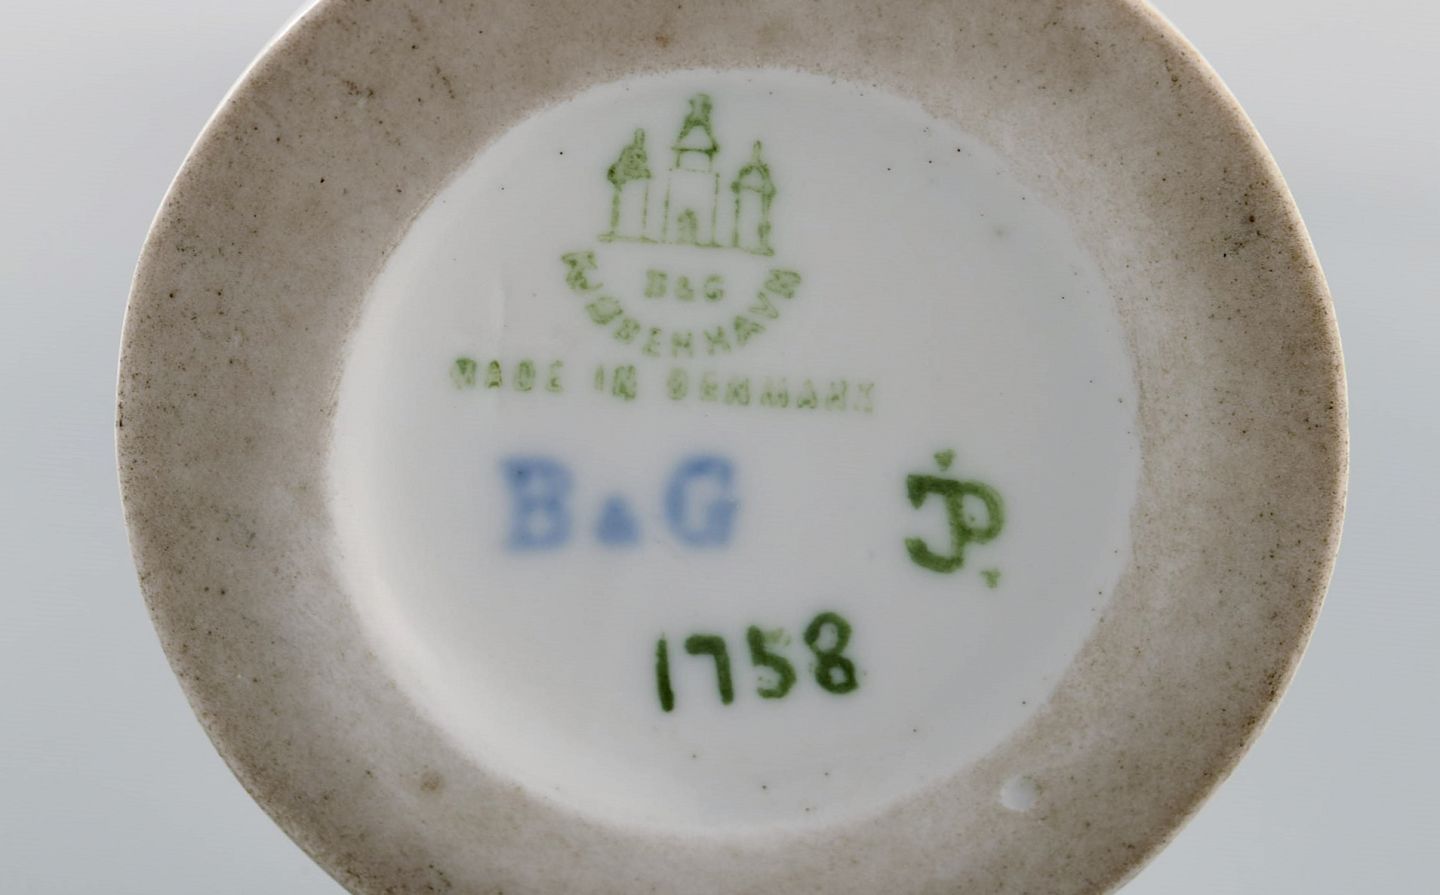 B&G
KØBENHAVN
MADE IN DENMARK
B&G
JP
1758